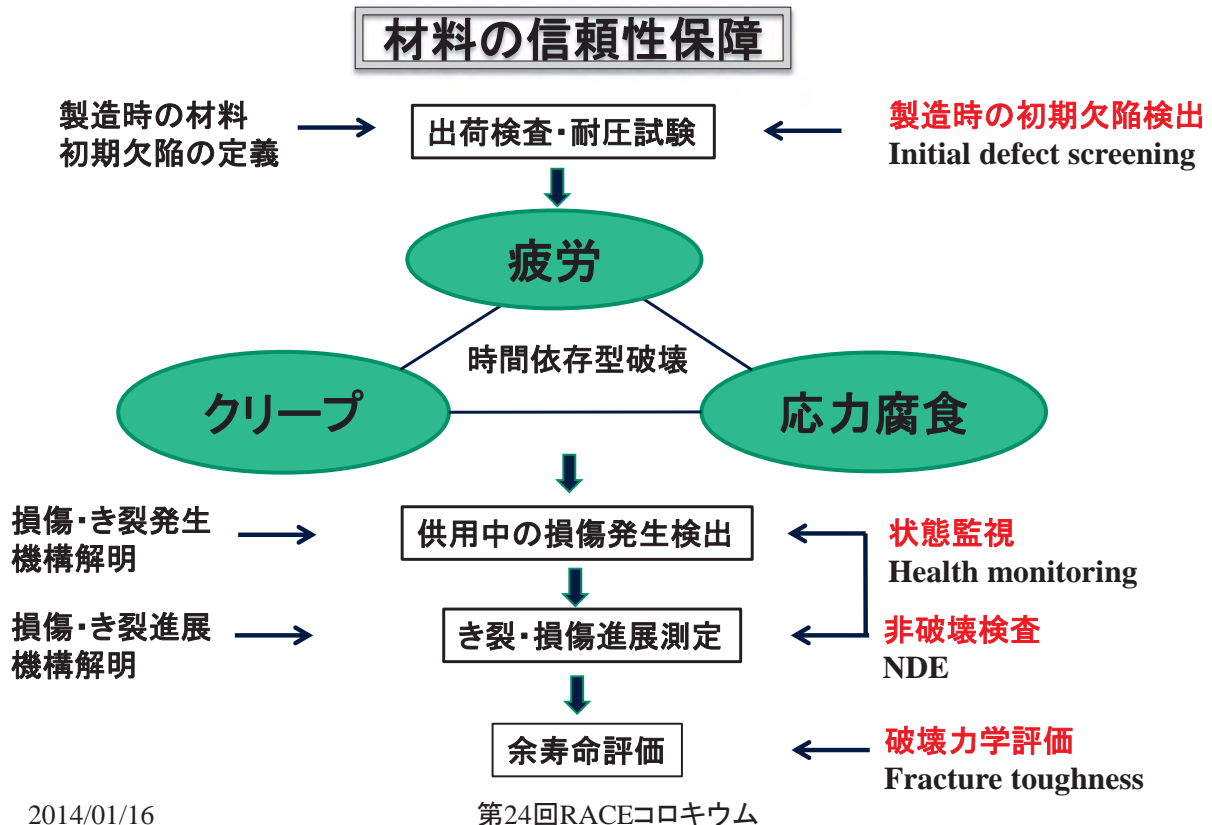 材料の信頼性保障
製造時の材料
初期欠陥の定義
出荷検査・耐圧試験
製造時の初期欠陥検出
Initial defect screening
疲労
時間依存型破壊
クリープ
応力腐食
損傷・き裂発生
機構解明
供用中の損傷発生検出
状態監視
Health monitoring
損傷・き裂進展
機構解明
き裂・損傷進展測定
非破壊検査
NDE
余寿命評価
破壊力学評価
Fracture toughness
2014/01/16
第24回RACEコロキウム